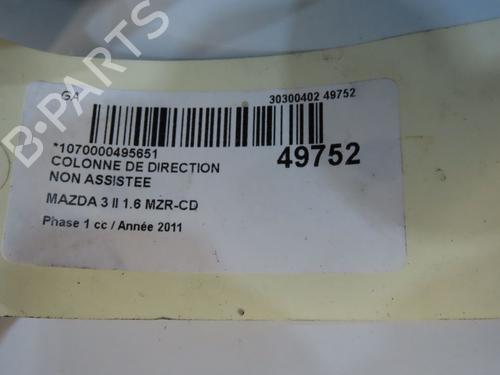 GA
30300402 49752
*1070000495651
49752
COLONNE DE DIRECTION
NON ASSISTEE
MAZDA 3 II 1.6 MZR-CD
Phase 1 cc / Année 2011
B-PARTS